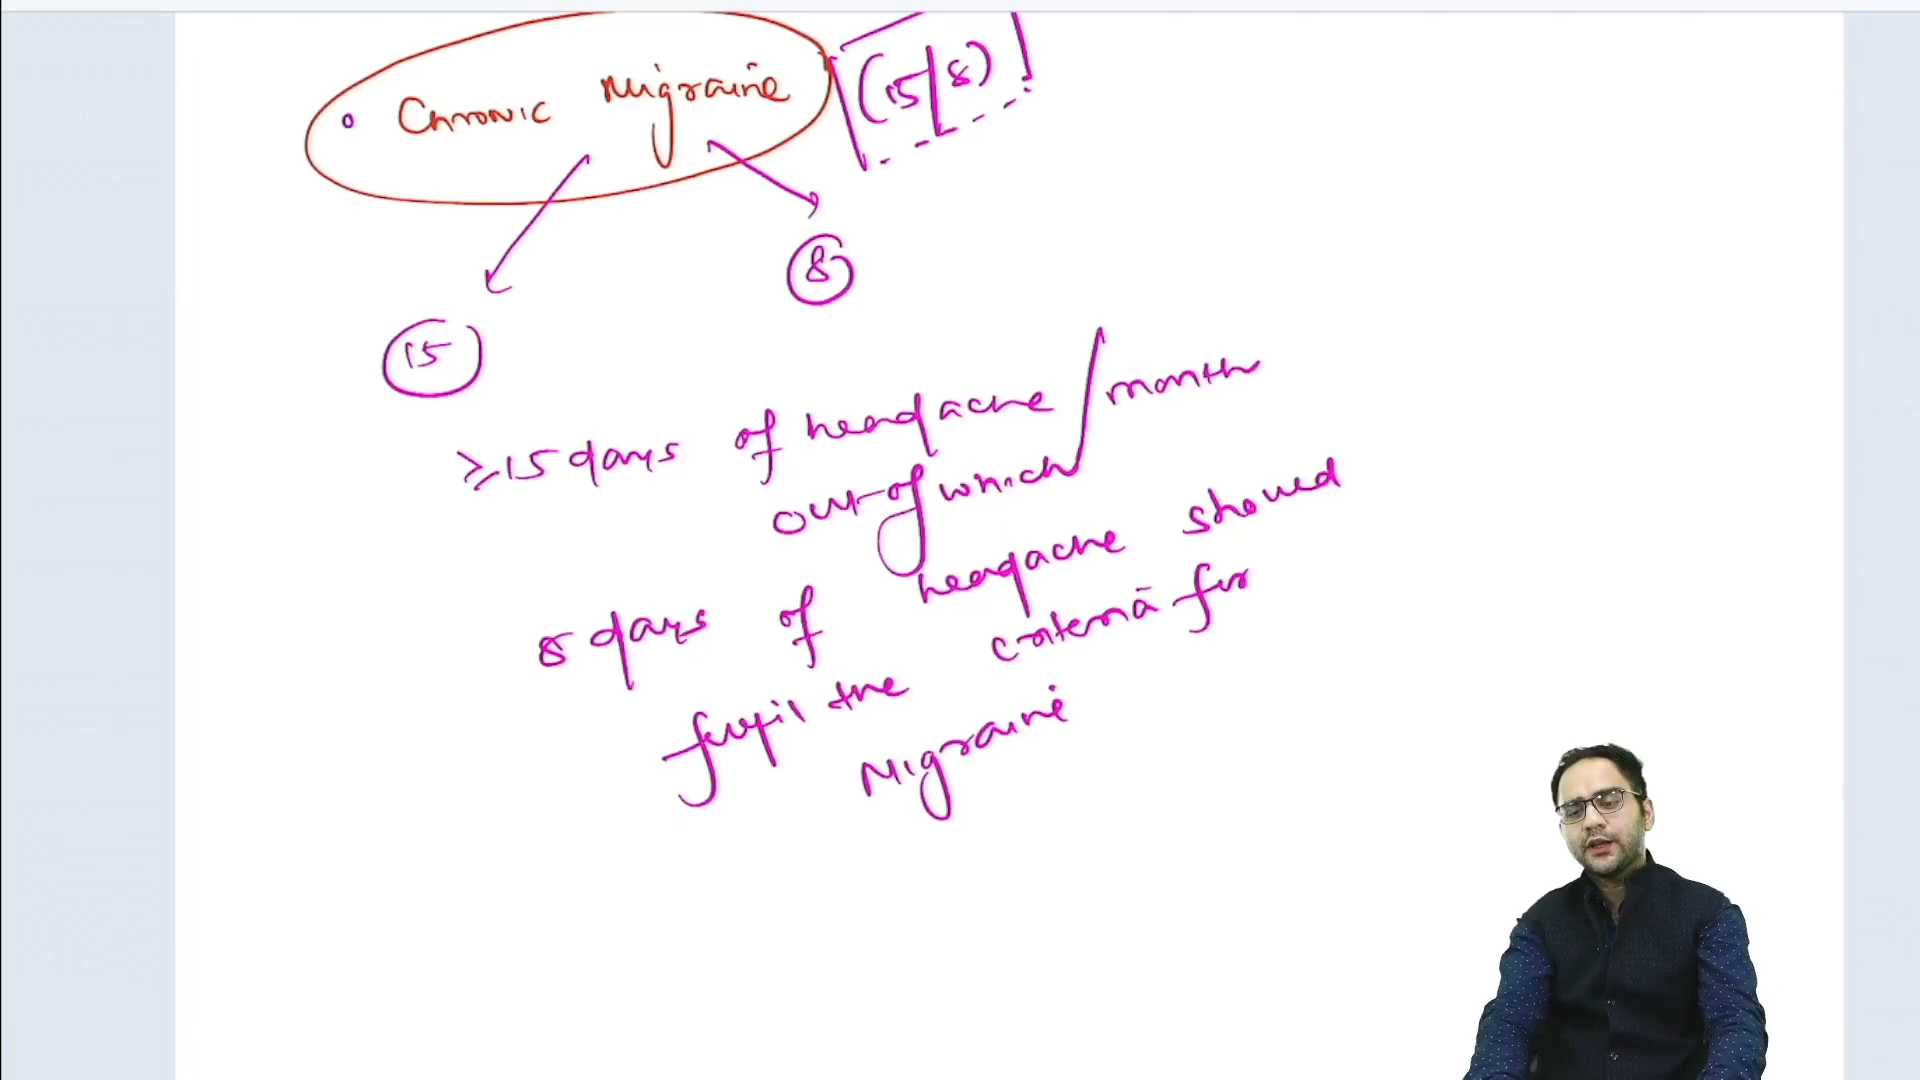 • Chronic Migraine (15/8)
8
15
≥15 days of headache/month
out of which
8 days of headache should
fulfil the criteria for
Migraine